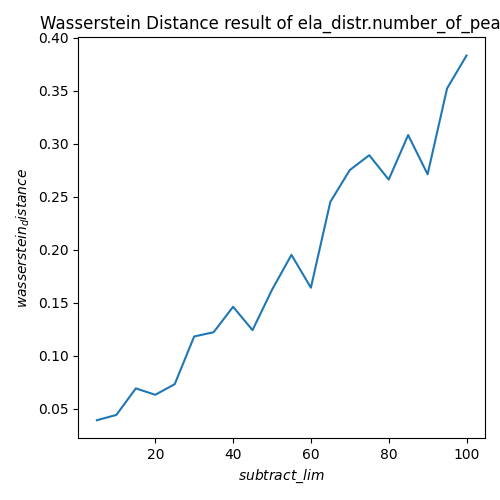 Wasserstein Distance result of ela_distr.number_of_pea
0.40
0.35
0.30
0.25
0.20
0.15
0.10
0.05
wasserstein_distance
20 40 60 80 100
subtract_lim